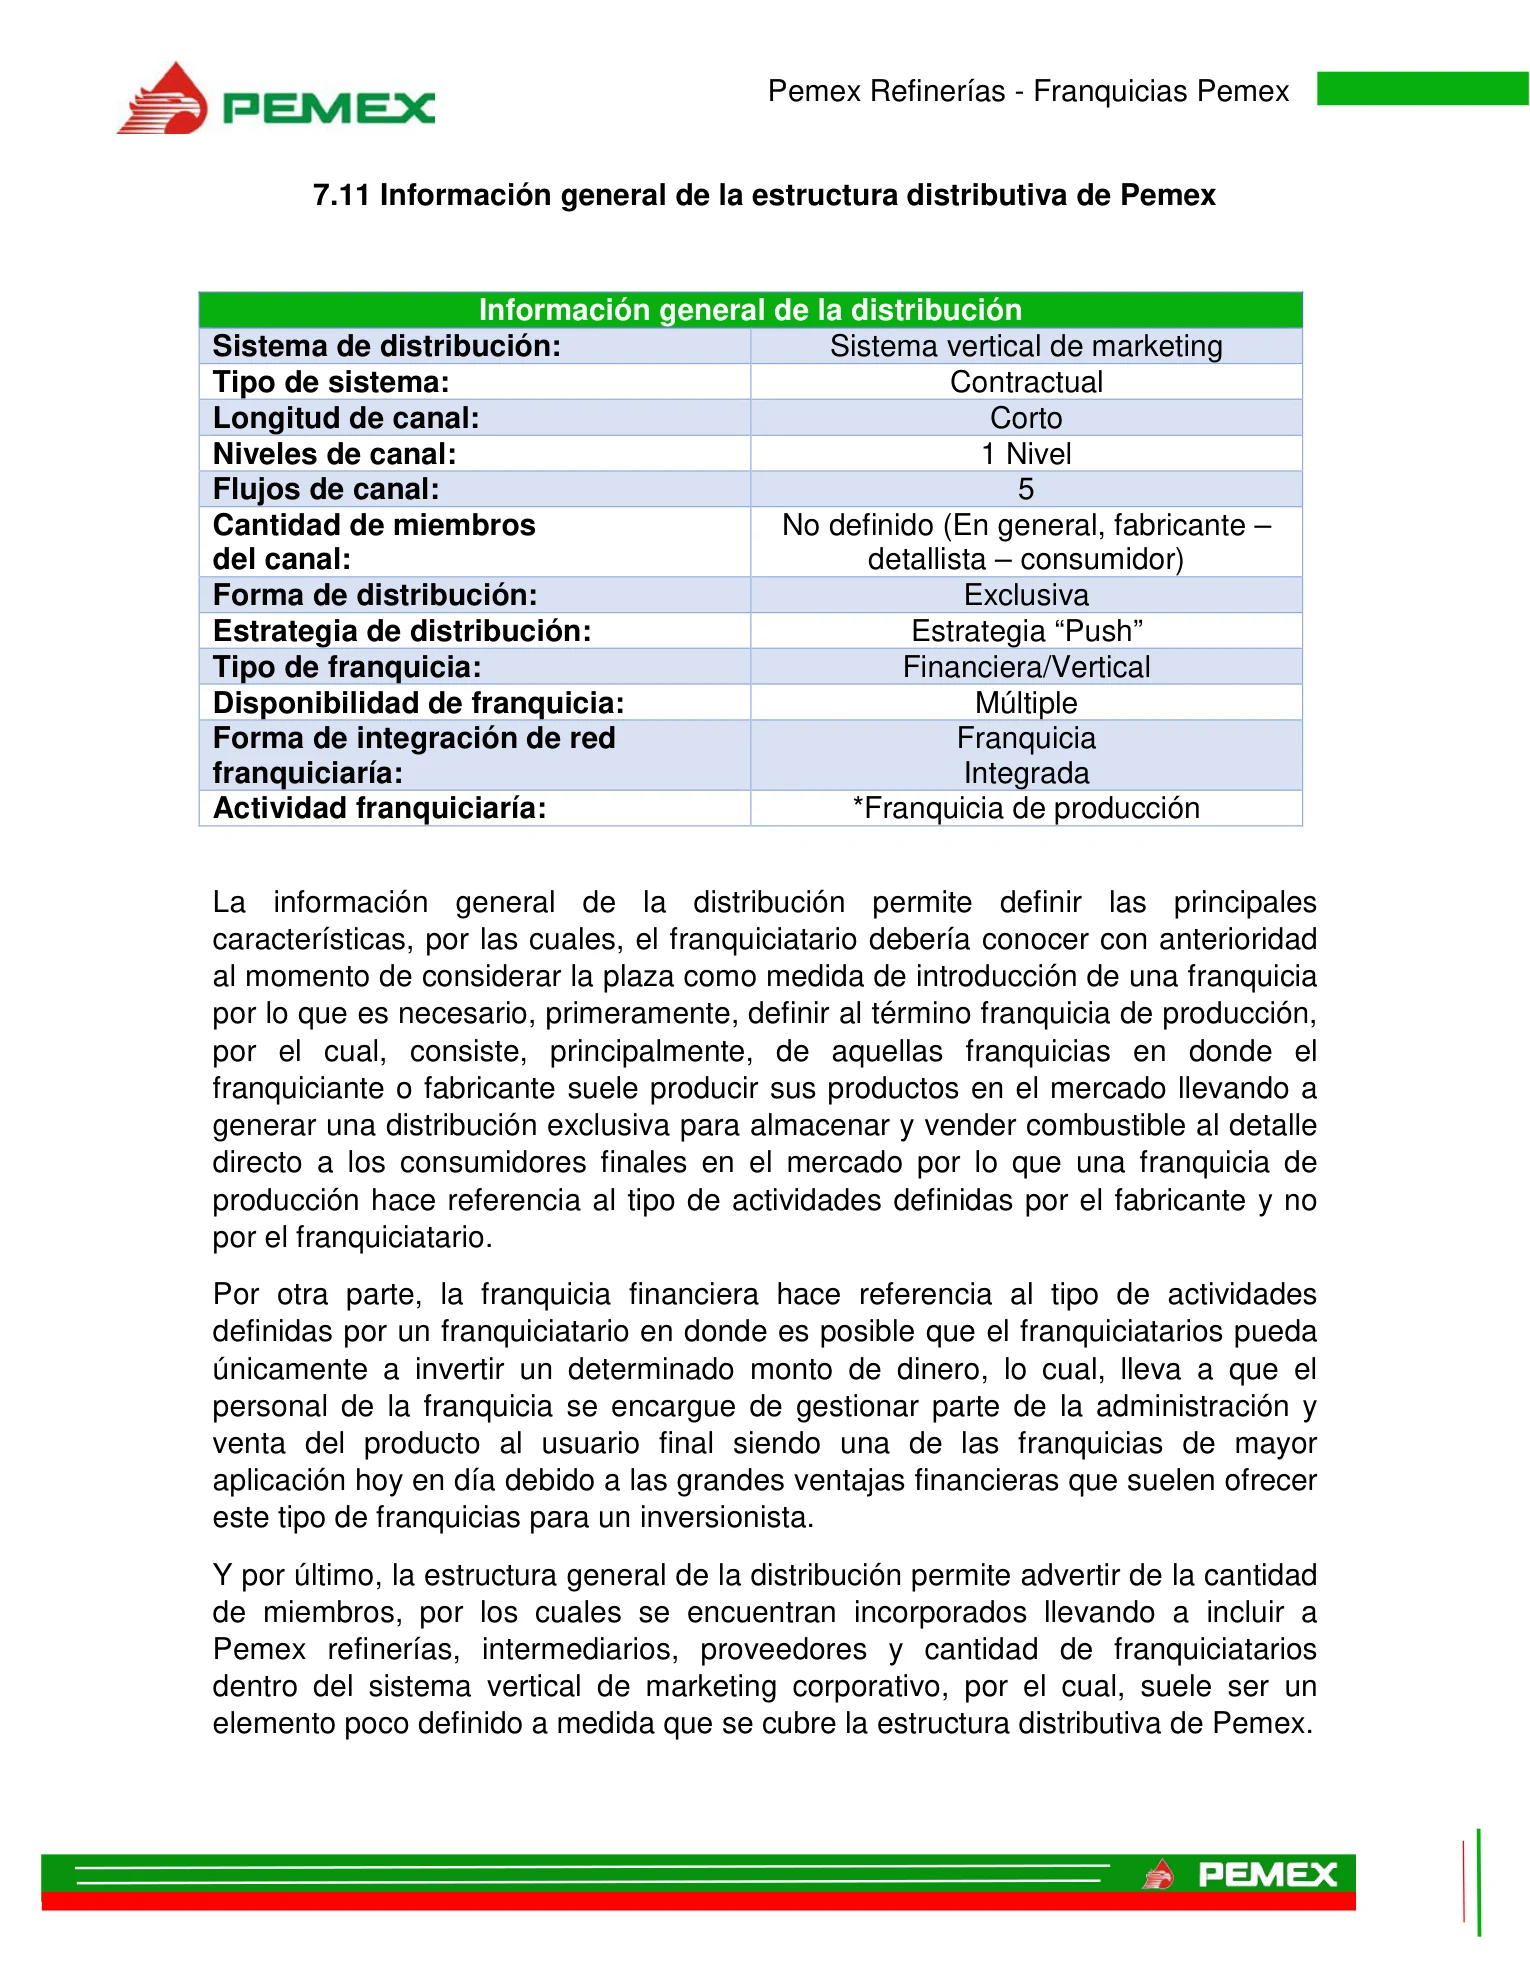 PEMEX
Pemex Refinerías - Franquicias Pemex
7.11 Información general de la estructura distributiva de Pemex
Información general de la distribución
Sistema de distribución: Sistema vertical de marketing
Tipo de sistema: Contractual
Longitud de canal: Corto
Niveles de canal: 1 Nivel
Flujos de canal: 5
Cantidad de miembros
del canal:
No definido (En general, fabricante –
detallista – consumidor)
Forma de distribución: Exclusiva
Estrategia de distribución: Estrategia “Push”
Tipo de franquicia: Financiera/Vertical
Disponibilidad de franquicia: Múltiple
Forma de integración de red
franquiciaría:
Franquicia
Integrada
Actividad franquiciaría: *Franquicia de producción
La información general de la distribución permite definir las principales
características, por las cuales, el franquiciatario debería conocer con anterioridad
al momento de considerar la plaza como medida de introducción de una franquicia
por lo que es necesario, primeramente, definir al término franquicia de producción,
por el cual, consiste, principalmente, de aquellas franquicias en donde el
franquiciante o fabricante suele producir sus productos en el mercado llevando a
generar una distribución exclusiva para almacenar y vender combustible al detalle
directo a los consumidores finales en el mercado por lo que una franquicia de
producción hace referencia al tipo de actividades definidas por el fabricante y no
por el franquiciatario.
Por otra parte, la franquicia financiera hace referencia al tipo de actividades
definidas por un franquiciatario en donde es posible que el franquiciatarios pueda
únicamente a invertir un determinado monto de dinero, lo cual, lleva a que el
personal de la franquicia se encargue de gestionar parte de la administración y
venta del producto al usuario final siendo una de las franquicias de mayor
aplicación hoy en día debido a las grandes ventajas financieras que suelen ofrecer
este tipo de franquicias para un inversionista.
Y por último, la estructura general de la distribución permite advertir de la cantidad
de miembros, por los cuales se encuentran incorporados llevando a incluir a
Pemex refinerías, intermediarios, proveedores y cantidad de franquiciatarios
dentro del sistema vertical de marketing corporativo, por el cual, suele ser un
elemento poco definido a medida que se cubre la estructura distributiva de Pemex.
PEMEX